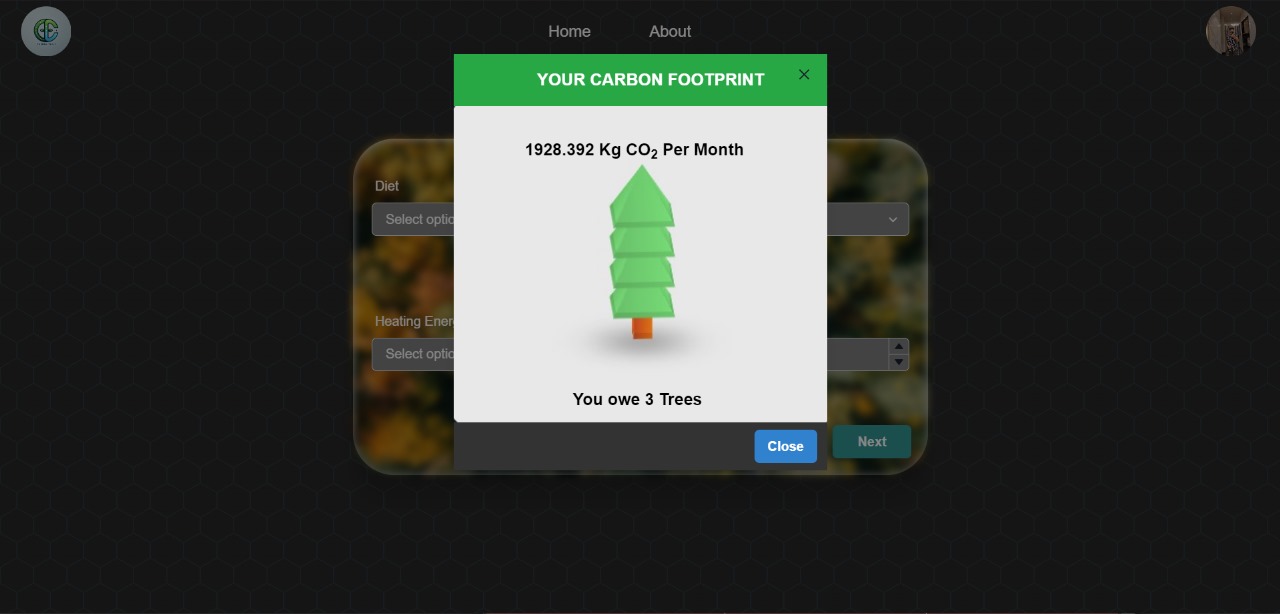 Home
About
YOUR CARBON FOOTPRINT
1928.392 Kg CO₂ Per Month
Diet
Select optio
Heating Ener
Select optio
You owe 3 Trees
Close
Next